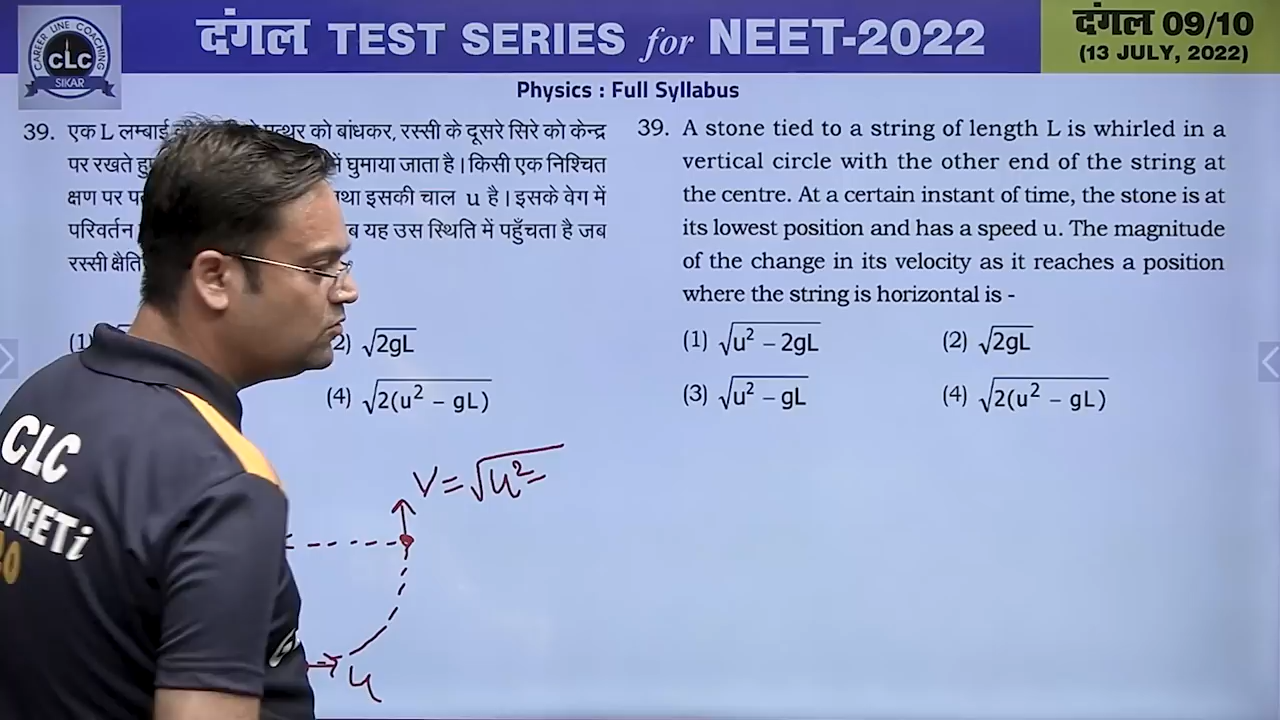 CAREER LINE COACHING
CLC
SIKAR
दंगल TEST SERIES for NEET-2022
दंगल 09/10
(13 JULY, 2022)
Physics : Full Syllabus
39. एक L लम्बाई को बांधकर, रस्सी के दूसरे सिरे को केन्द्र
पर रखते घुमाया जाता है। किसी एक निश्चित
क्षण पर इसकी चाल u है। इसके वेग में
परिवर्तन यह उस स्थिति में पहुँचता है जब
रस्सी
(1)
2) √2gL
(4) √2(u² – gL)
39. A stone tied to a string of length L is whirled in a
vertical circle with the other end of the string at
the centre. At a certain instant of time, the stone is at
its lowest position and has a speed u. The magnitude
of the change in its velocity as it reaches a position
where the string is horizontal is -
(1) √u² – 2gL (2) √2gL
(3) √u² – gL (4) √2(u² – gL)
V = √u² –
u
CLC
NEETi